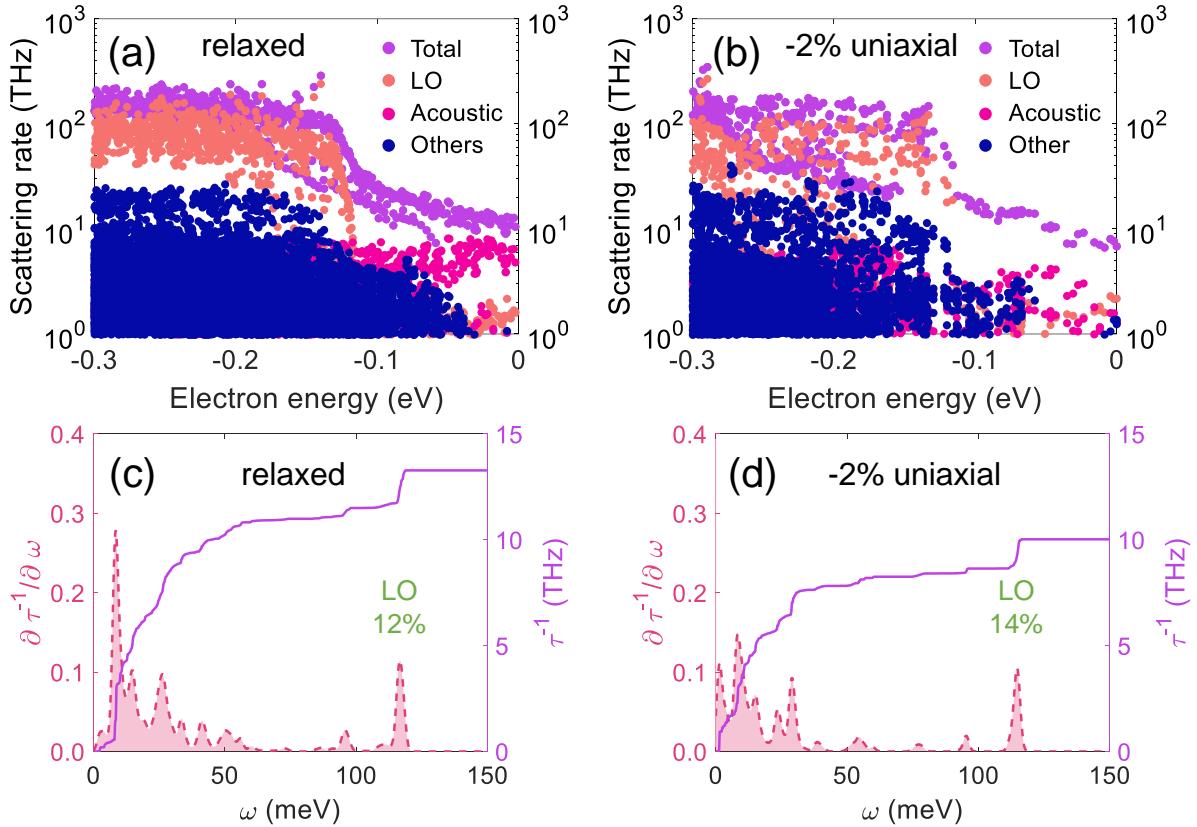 (a) relaxed
Total
LO
Acoustic
Others
Scattering rate (THz)
10³ 10² 10¹ 10⁰
10³ 10² 10¹ 10⁰
-0.3 -0.2 -0.1 0
Electron energy (eV)
(b) -2% uniaxial
Total
LO
Acoustic
Other
Scattering rate (THz)
10³ 10² 10¹ 10⁰
10³ 10² 10¹ 10⁰
-0.3 -0.2 -0.1 0
Electron energy (eV)
(c) relaxed
LO
12%
∂ τ⁻¹/∂ ω
0.4 0.3 0.2 0.1 0.0
15 10 5 0
τ⁻¹ (THz)
0 50 100 150
ω (meV)
(d) -2% uniaxial
LO
14%
∂ τ⁻¹/∂ ω
0.4 0.3 0.2 0.1 0.0
15 10 5 0
τ⁻¹ (THz)
0 50 100 150
ω (meV)